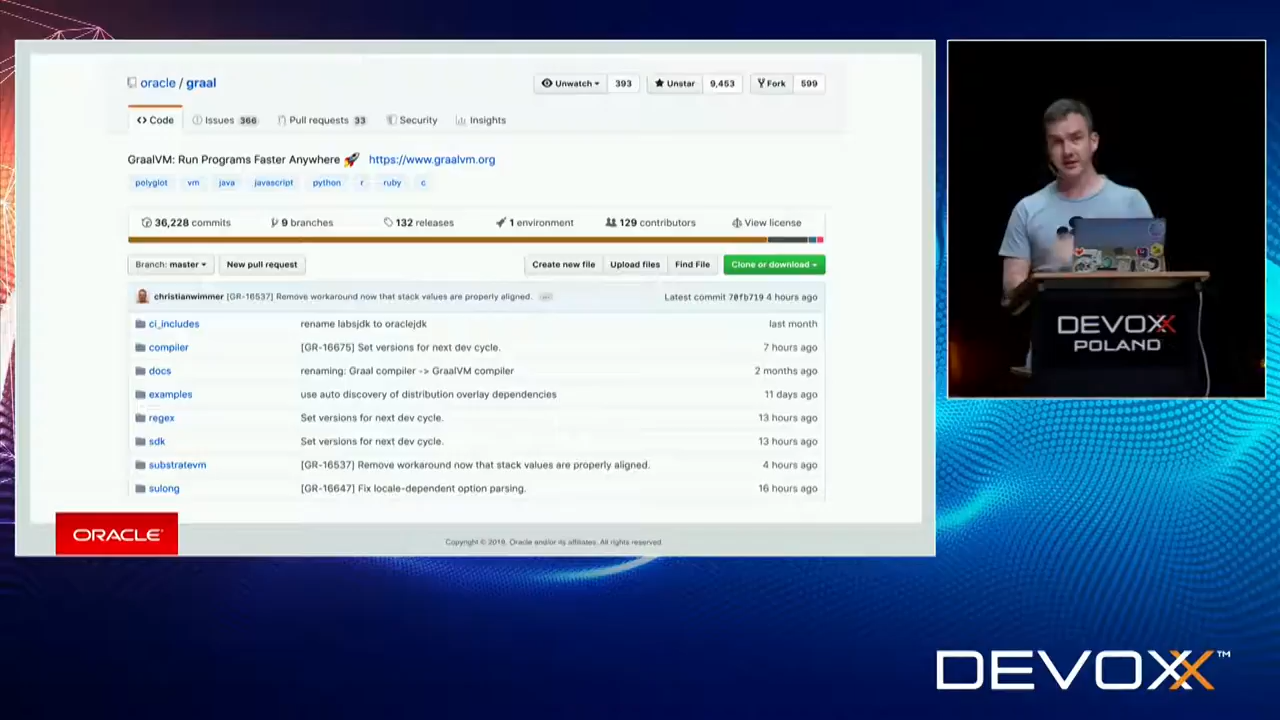 oracle / graal
Unwatch 393 Unstar 9,453 Fork 599
Code Issues 366 Pull requests 33 Security Insights
GraalVM: Run Programs Faster Anywhere 🚀 https://www.graalvm.org
polyglot vm java javascript python r ruby c
36,228 commits 9 branches 132 releases 1 environment 129 contributors View license
Branch: master New pull request Create new file Upload files Find File Clone or download
christianwimmer [GR-16537] Remove workaround now that stack values are properly aligned. ... Latest commit 70fb719 4 hours ago
ci_includes rename labsjdk to oraclejdk last month
compiler [GR-16675] Set versions for next dev cycle. 7 hours ago
docs renaming: Graal compiler -> GraalVM compiler 2 months ago
examples use auto discovery of distribution overlay dependencies 11 days ago
regex Set versions for next dev cycle. 13 hours ago
sdk Set versions for next dev cycle. 13 hours ago
substratevm [GR-16537] Remove workaround now that stack values are properly aligned. 4 hours ago
sulong [GR-16647] Fix locale-dependent option parsing. 16 hours ago
ORACLE
Copyright © 2019, Oracle and/or its affiliates. All rights reserved.
DEVOXX
POLAND
DEVOXX™